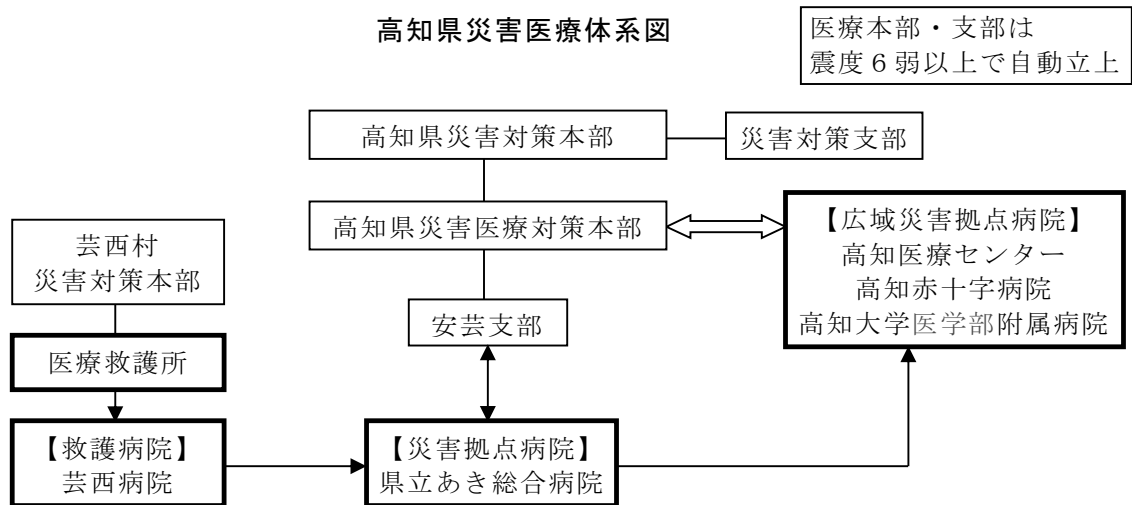 高知県災害医療体系図
医療本部・支部は
震度６弱以上で自動立上
高知県災害対策本部
災害対策支部
高知県災害医療対策本部
【広域災害拠点病院】
高知医療センター
高知赤十字病院
高知大学医学部附属病院
芸西村
災害対策本部
安芸支部
医療救護所
【救護病院】
芸西病院
【災害拠点病院】
県立あき総合病院